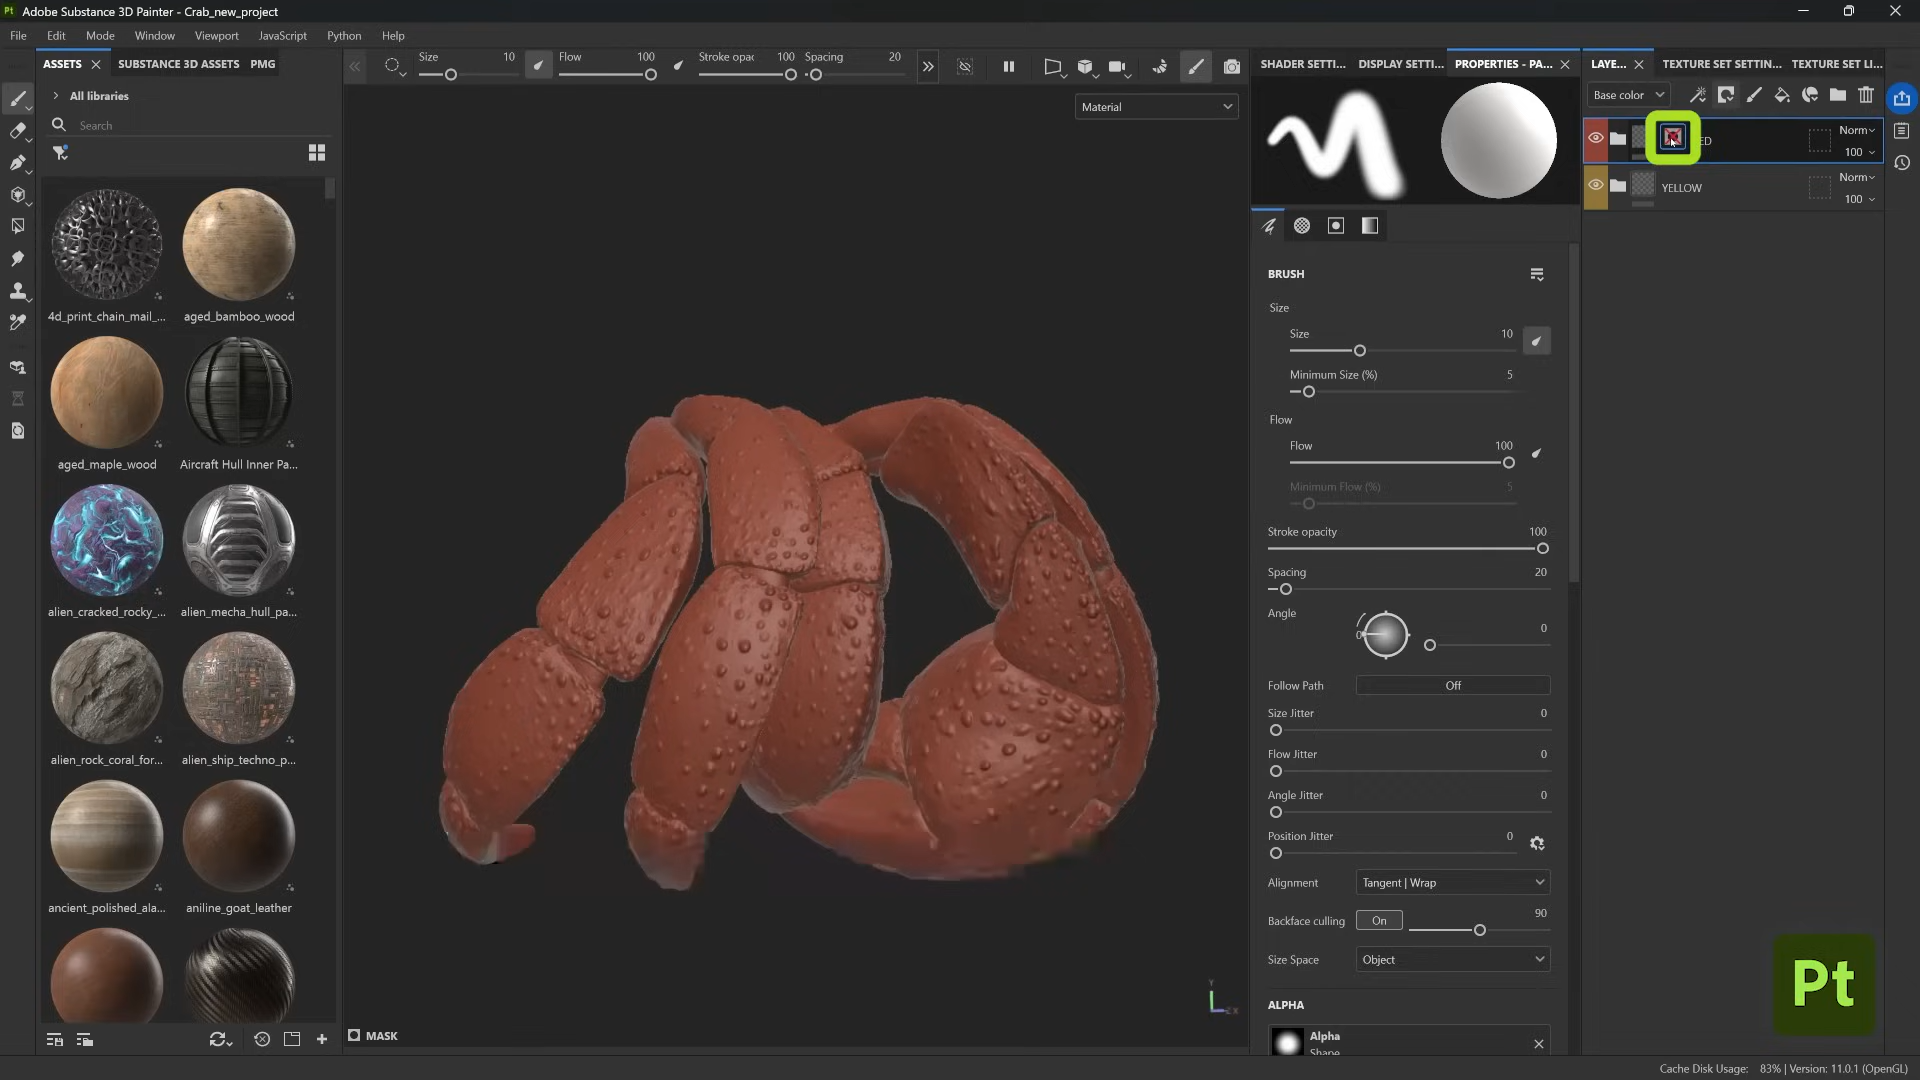 Pt Adobe Substance 3D Painter - Crab_new_project
File Edit Mode Window Viewport JavaScript Python Help
ASSETS SUBSTANCE 3D ASSETS PMG
Size 10 Flow 100 Stroke opac 100 Spacing 20
SHADER SETTI... DISPLAY SETTI... PROPERTIES - PA... LAYE... TEXTURE SET SETTIN... TEXTURE SET LI...
All libraries
Search
Material
Base color
ED Norm 100
YELLOW Norm 100
4d_print_chain_mail_... aged_bamboo_wood
aged_maple_wood Aircraft Hull Inner Pa...
alien_cracked_rocky_... alien_mecha_hull_pa...
alien_rock_coral_for... alien_ship_techno_p...
ancient_polished_ala... aniline_goat_leather
BRUSH
Size
Size 10
Minimum Size (%) 5
Flow
Flow 100
Minimum Flow (%) 5
Stroke opacity 100
Spacing 20
Angle 0 0
Follow Path Off
Size Jitter 0
Flow Jitter 0
Angle Jitter 0
Position Jitter 0
Alignment Tangent | Wrap
Backface culling On 90
Size Space Object
ALPHA
Alpha
Shape
MASK
Y
Z X
Pt
Cache Disk Usage: 83% | Version: 11.0.1 (OpenGL)